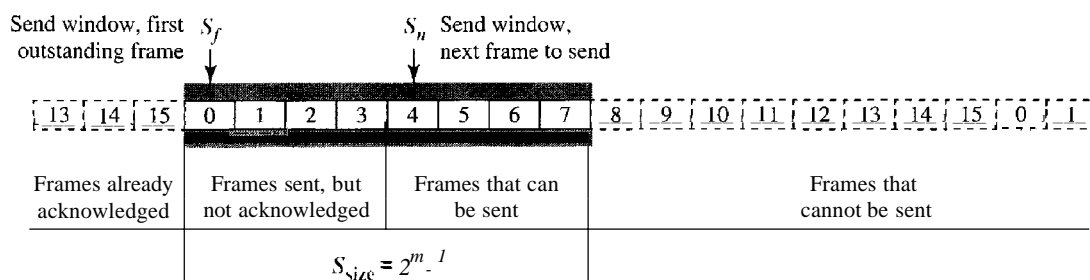 Send window, first
outstanding frame
S_f
S_n
Send window,
next frame to send
13 14 15 0 1 2 3 4 5 6 7 8 9 10 11 12 13 14 15 0 1
Frames already
acknowledged
Frames sent, but
not acknowledged
Frames that can
be sent
Frames that
cannot be sent
S_size = 2^m-1